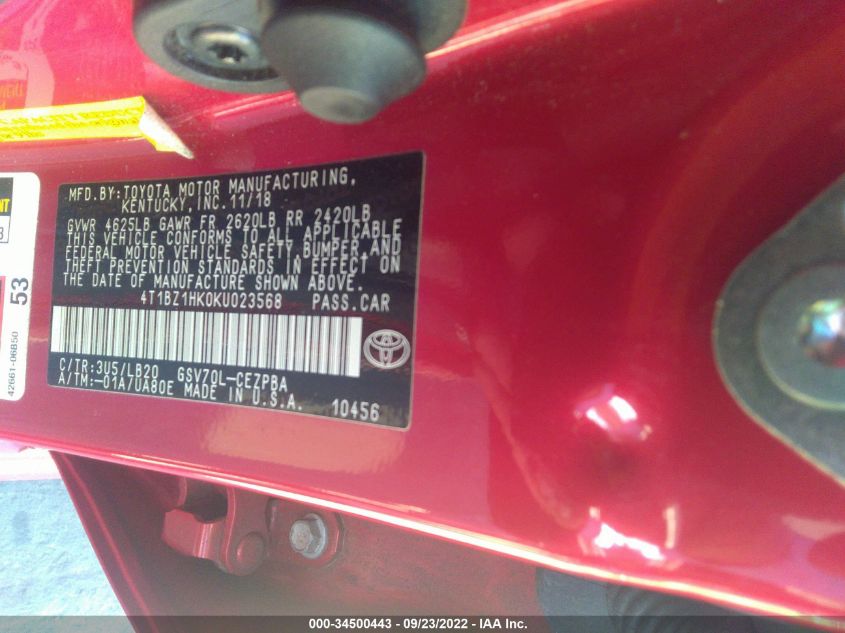 MFD. BY: TOYOTA MOTOR MANUFACTURING,
KENTUCKY, INC. 11/18
GVWR 4625LB GAWR FR 2620LB RR 2420LB
THIS VEHICLE CONFORMS TO ALL APPLICABLE
FEDERAL MOTOR VEHICLE SAFETY, BUMPER, AND
THEFT PREVENTION STANDARDS IN EFFECT ON
THE DATE OF MANUFACTURE SHOWN ABOVE.
4T1BZ1HK0KU023568 PASS.CAR
C/TR: 3U5/LB20 GSV70L-CEZPBA
A/TM:-01A/UA80E MADE IN U.S.A. 10456
53
42661-06B50
000-34500443 - 09/23/2022 - IAA Inc.